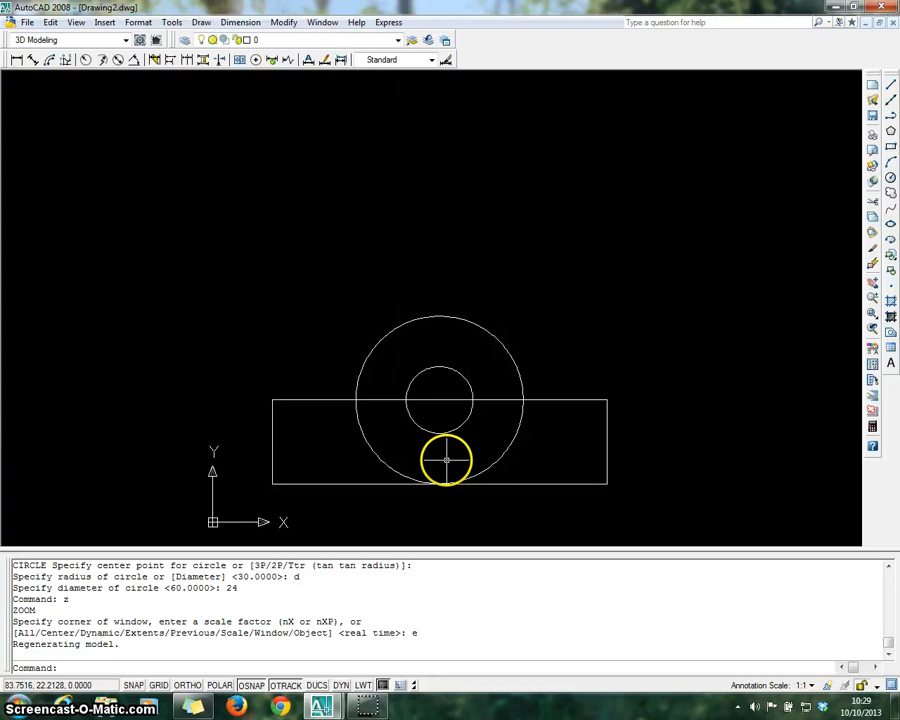 AutoCAD 2008 - [Drawing2.dwg]
File Edit View Insert Format Tools Draw Dimension Modify Window Help Express
Type a question for help
3D Modeling
0
Standard
A
Y
X
CIRCLE Specify center point for circle or [3P/2P/Ttr (tan tan radius)]:
Specify radius of circle or [Diameter] <30.0000>: d
Specify diameter of circle <60.0000>: 24
Command: z
ZOOM
Specify corner of window, enter a scale factor (nX or nXP), or
[All/Center/Dynamic/Extents/Previous/Scale/Window/Object] <real time>: e
Regenerating model.
Command:
83.7516, 22.2128, 0.0000 SNAP GRID ORTHO POLAR OSNAP OTRACK DUCS DYN LWT Annotation Scale: 1:1
Screencast-O-Matic.com
10:29
10/10/2013